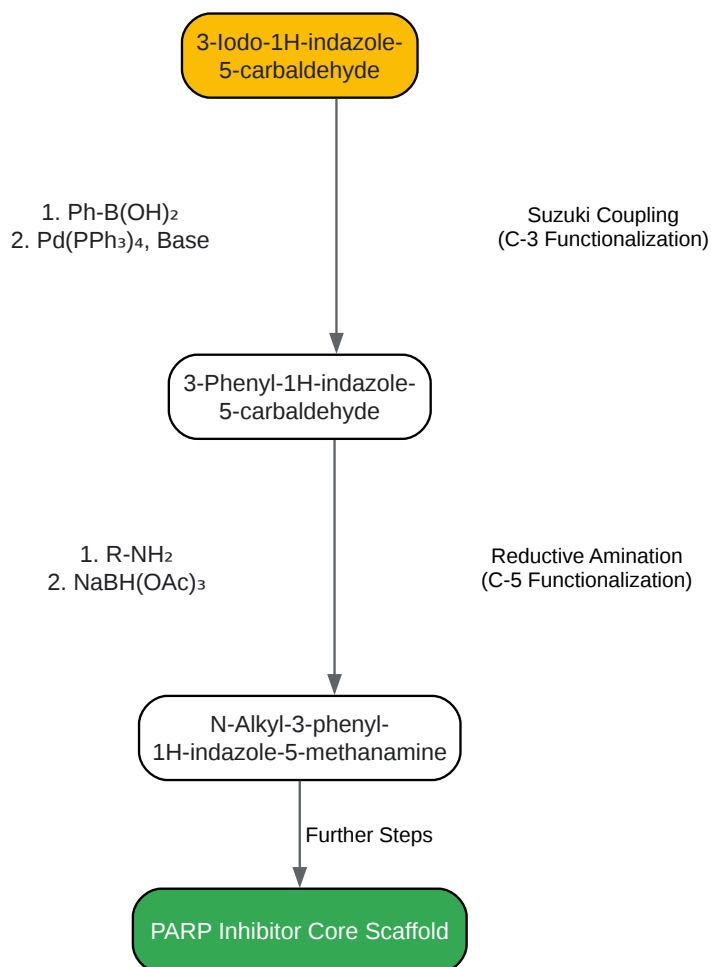 3-Iodo-1H-indazole-
5-carbaldehyde
1. Ph-B(OH)₂
2. Pd(PPh₃)₄, Base
Suzuki Coupling
(C-3 Functionalization)
3-Phenyl-1H-indazole-
5-carbaldehyde
1. R-NH₂
2. NaBH(OAc)₃
Reductive Amination
(C-5 Functionalization)
N-Alkyl-3-phenyl-
1H-indazole-5-methanamine
Further Steps
PARP Inhibitor Core Scaffold